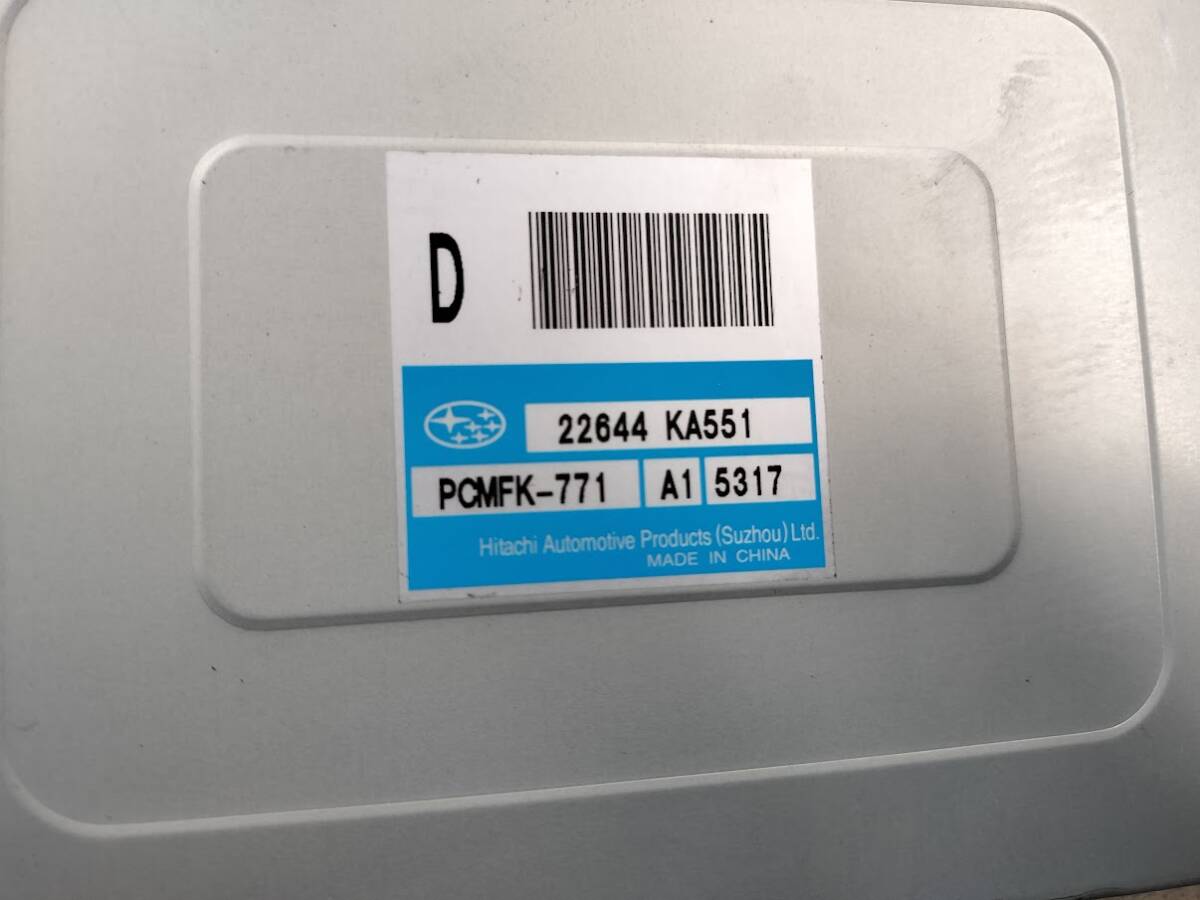 D
22644 KA551
PCMFK-771 A1 5317
Hitachi Automotive Products (Suzhou) Ltd.
MADE IN CHINA